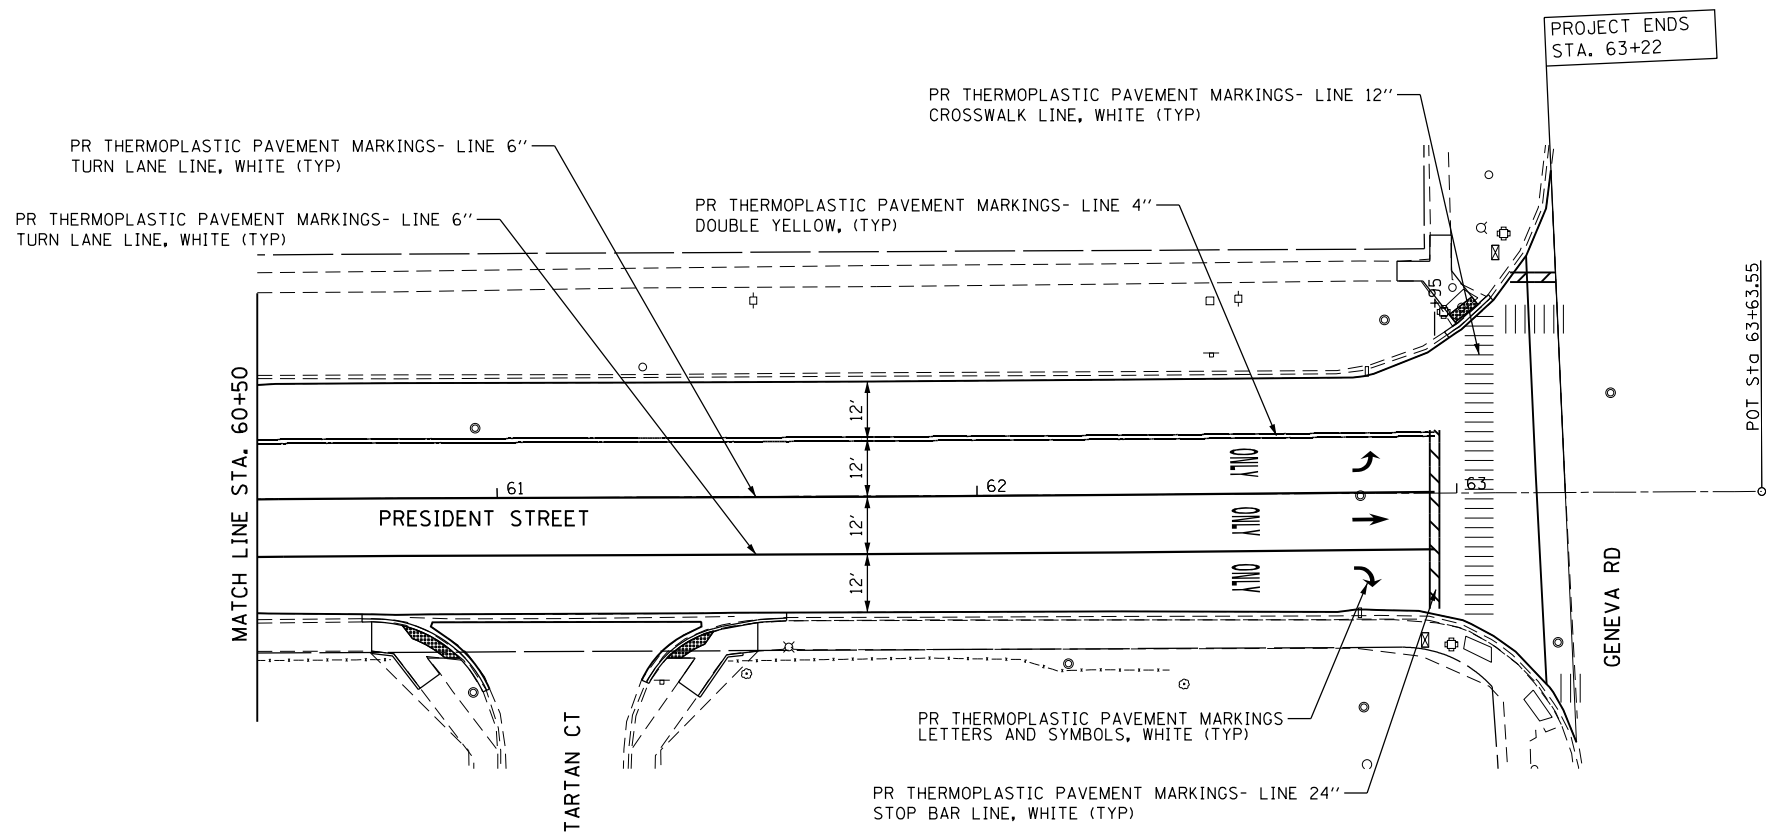 PROJECT ENDS
STA. 63+22
PR THERMOPLASTIC PAVEMENT MARKINGS- LINE 12''
CROSSWALK LINE, WHITE (TYP)
PR THERMOPLASTIC PAVEMENT MARKINGS- LINE 6''
TURN LANE LINE, WHITE (TYP)
PR THERMOPLASTIC PAVEMENT MARKINGS- LINE 4''
DOUBLE YELLOW, (TYP)
PR THERMOPLASTIC PAVEMENT MARKINGS- LINE 6''
TURN LANE LINE, WHITE (TYP)
+95
POT Sta 63+63.55
MATCH LINE STA. 60+50
12'
12'
12'
12'
ONLY
ONLY
ONLY
61
62
63
PRESIDENT STREET
GENEVA RD
TARTAN CT
PR THERMOPLASTIC PAVEMENT MARKINGS
LETTERS AND SYMBOLS, WHITE (TYP)
PR THERMOPLASTIC PAVEMENT MARKINGS- LINE 24''
STOP BAR LINE, WHITE (TYP)